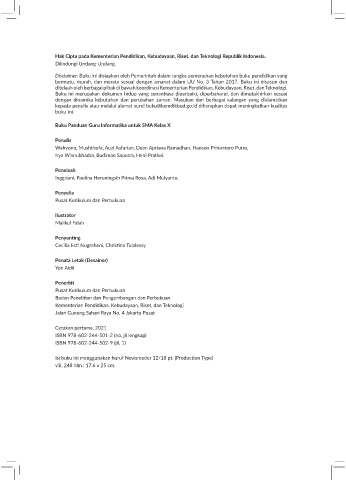 Hak Cipta pada Kementerian Pendidikan, Kebudayaan, Riset, dan Teknologi Republik Indonesia.
Dilindungi Undang-Undang.
Disclaimer: Buku ini disiapkan oleh Pemerintah dalam rangka pemenuhan kebutuhan buku pendidikan yang
bermutu, murah, dan merata sesuai dengan amanat dalam UU No. 3 Tahun 2017. Buku ini disusun dan
ditelaah oleh berbagai pihak di bawah koordinasi Kementerian Pendidikan, Kebudayaan, Riset, dan Teknologi.
Buku ini merupakan dokumen hidup yang senantiasa diperbaiki, diperbaharui, dan dimutakhirkan sesuai
dengan dinamika kebutuhan dan perubahan zaman. Masukan dari berbagai kalangan yang dialamatkan
kepada penulis atau melalui alamat surel buku@kemdikbud.go.id diharapkan dapat meningkatkan kualitas
buku ini.
Buku Panduan Guru Informatika untuk SMA Kelas X
Penulis
Wahyono, Mushthofa, Auzi Asfarian, Dean Apriana Ramadhan, Hanson Prihantoro Putro,
Irya Wisnubhadra, Budiman Saputra, Heni Pratiwi.
Penelaah
Inggriani, Paulina Heruningsih Prima Rosa, Adi Mulyanto.
Penyelia
Pusat Kurikulum dan Perbukuan
Ilustrator
Malikul Falah
Penyunting
Cecilia Esti Nugraheni, Christina Tulalessy
Penata Letak (Desainer)
Yon Aidil
Penerbit
Pusat Kurikulum dan Perbukuan
Badan Penelitian dan Pengembangan dan Perbukuan
Kementerian Pendidikan, Kebudayaan, Riset, dan Teknologi
Jalan Gunung Sahari Raya No. 4 Jakarta Pusat
Cetakan pertama, 2021
ISBN 978-602-244-501-2 (no. jil lengkap)
ISBN 978-602-244-502-9 (jil. 1)
Isi buku ini menggunakan huruf Newsreader 12/18 pt. (Production Type)
viii, 248 hlm.: 17,6 x 25 cm.